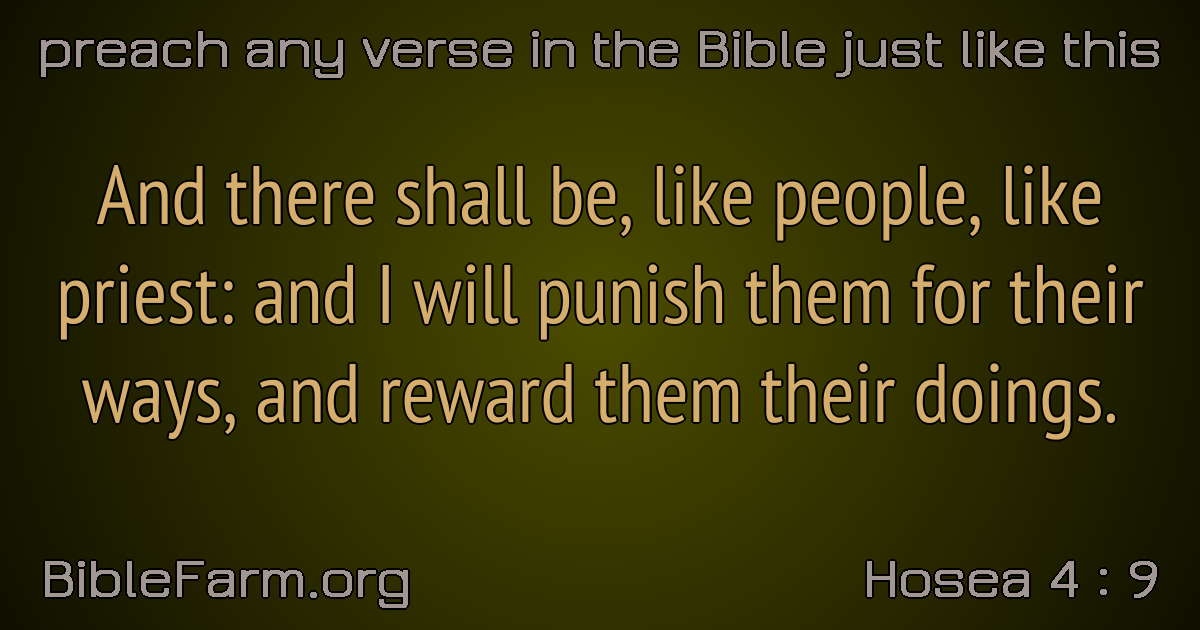 preach any verse in the Bible just like this
And there shall be, like people, like
priest: and I will punish them for their
ways, and reward them their doings.
BibleFarm.org
Hosea 4 : 9